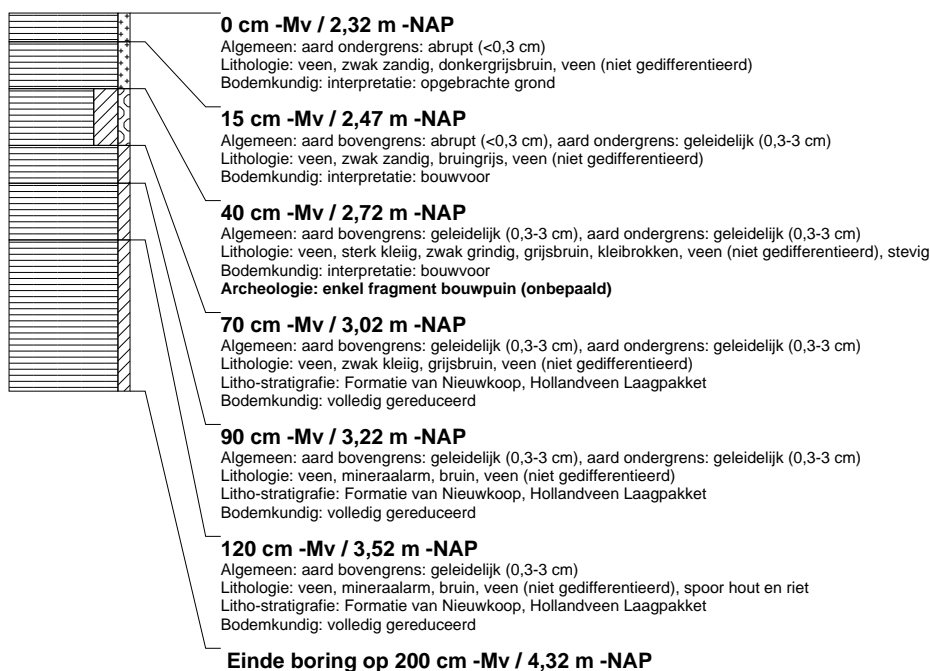 0 cm -Mv / 2,32 m -NAP
Algemeen: aard ondergrens: abrupt (<0,3 cm)
Lithologie: veen, zwak zandig, donkergrijsbruin, veen (niet gedifferentieerd)
Bodemkundig: interpretatie: opgebrachte grond
15 cm -Mv / 2,47 m -NAP
Algemeen: aard bovengrens: abrupt (<0,3 cm), aard ondergrens: geleidelijk (0,3-3 cm)
Lithologie: veen, zwak zandig, bruingrijs, veen (niet gedifferentieerd)
Bodemkundig: interpretatie: bouwvoor
40 cm -Mv / 2,72 m -NAP
Algemeen: aard bovengrens: geleidelijk (0,3-3 cm), aard ondergrens: geleidelijk (0,3-3 cm)
Lithologie: veen, sterk kleiig, zwak grindig, grijsbruin, kleibrokken, veen (niet gedifferentieerd), stevig
Bodemkundig: interpretatie: bouwvoor
Archeologie: enkel fragment bouwpuin (onbepaald)
70 cm -Mv / 3,02 m -NAP
Algemeen: aard bovengrens: geleidelijk (0,3-3 cm), aard ondergrens: geleidelijk (0,3-3 cm)
Lithologie: veen, zwak kleiig, grijsbruin, veen (niet gedifferentieerd)
Litho-stratigrafie: Formatie van Nieuwkoop, Hollandveen Laagpakket
Bodemkundig: volledig gereduceerd
90 cm -Mv / 3,22 m -NAP
Algemeen: aard bovengrens: geleidelijk (0,3-3 cm), aard ondergrens: geleidelijk (0,3-3 cm)
Lithologie: veen, mineraalarm, bruin, veen (niet gedifferentieerd)
Litho-stratigrafie: Formatie van Nieuwkoop, Hollandveen Laagpakket
Bodemkundig: volledig gereduceerd
120 cm -Mv / 3,52 m -NAP
Algemeen: aard bovengrens: geleidelijk (0,3-3 cm)
Lithologie: veen, mineraalarm, bruin, veen (niet gedifferentieerd), spoor hout en riet
Litho-stratigrafie: Formatie van Nieuwkoop, Hollandveen Laagpakket
Bodemkundig: volledig gereduceerd
Einde boring op 200 cm -Mv / 4,32 m -NAP